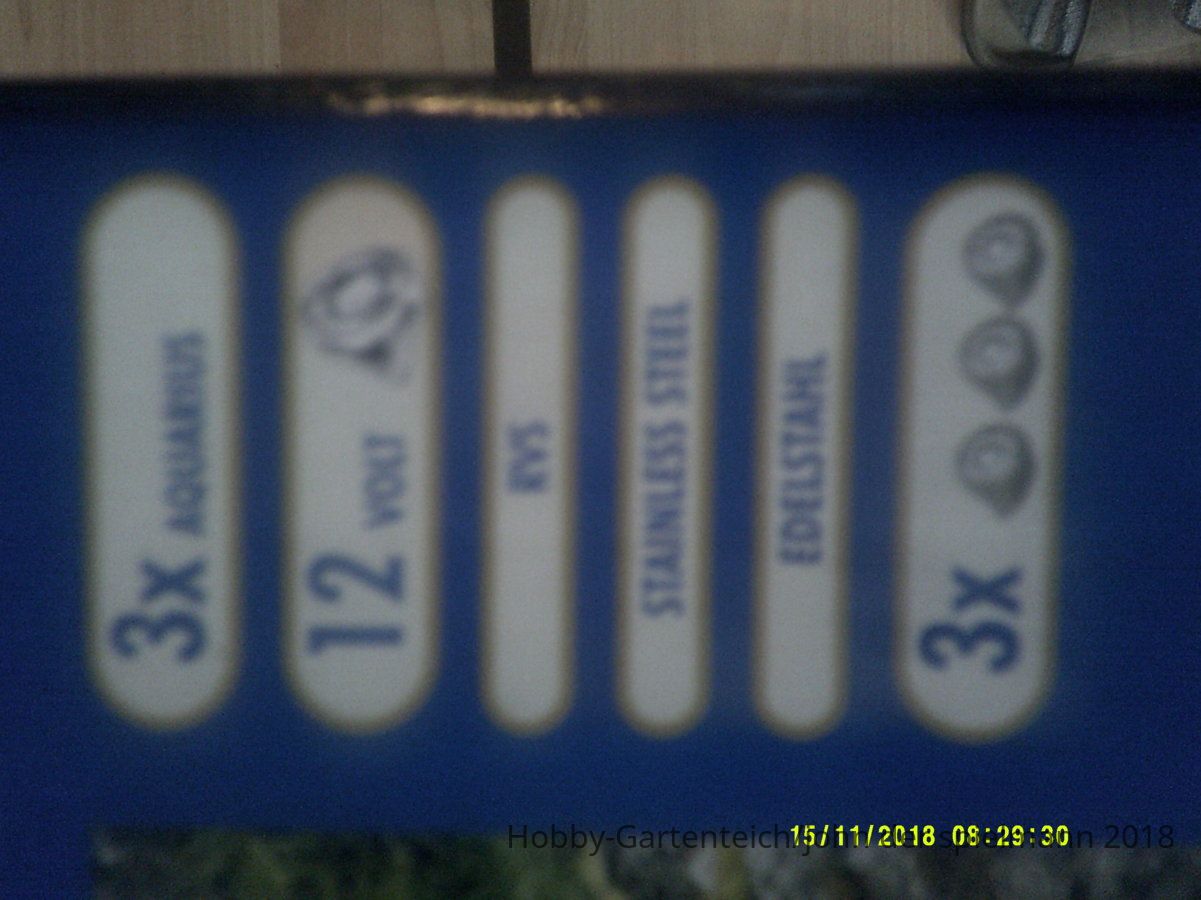 3x AQUARIUS
12 VOLT
RVS
STAINLESS STEEL
EDELSTAHL
3x
15/11/2018 08:29:30
Hobby-Gartenteich 2018